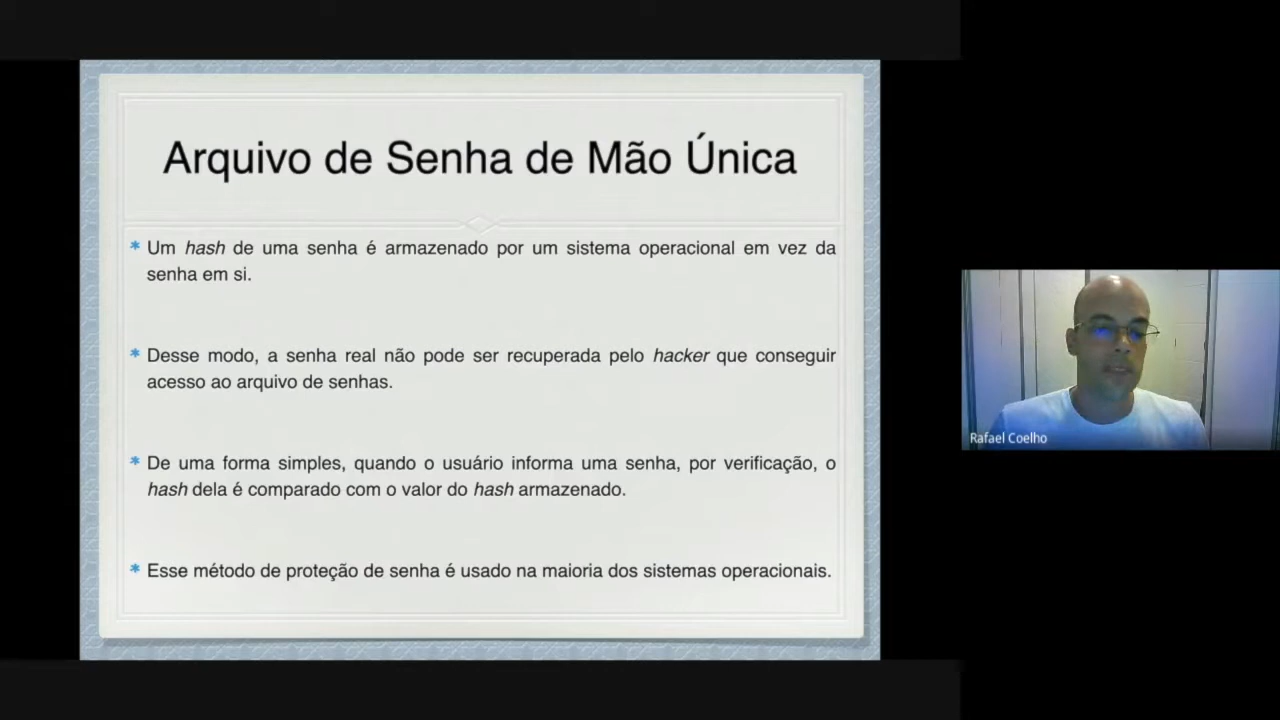 Arquivo de Senha de Mão Única
* Um hash de uma senha é armazenado por um sistema operacional em vez da
senha em si.
* Desse modo, a senha real não pode ser recuperada pelo hacker que conseguir
acesso ao arquivo de senhas.
* De uma forma simples, quando o usuário informa uma senha, por verificação, o
hash dela é comparado com o valor do hash armazenado.
* Esse método de proteção de senha é usado na maioria dos sistemas operacionais.
Rafael Coelho